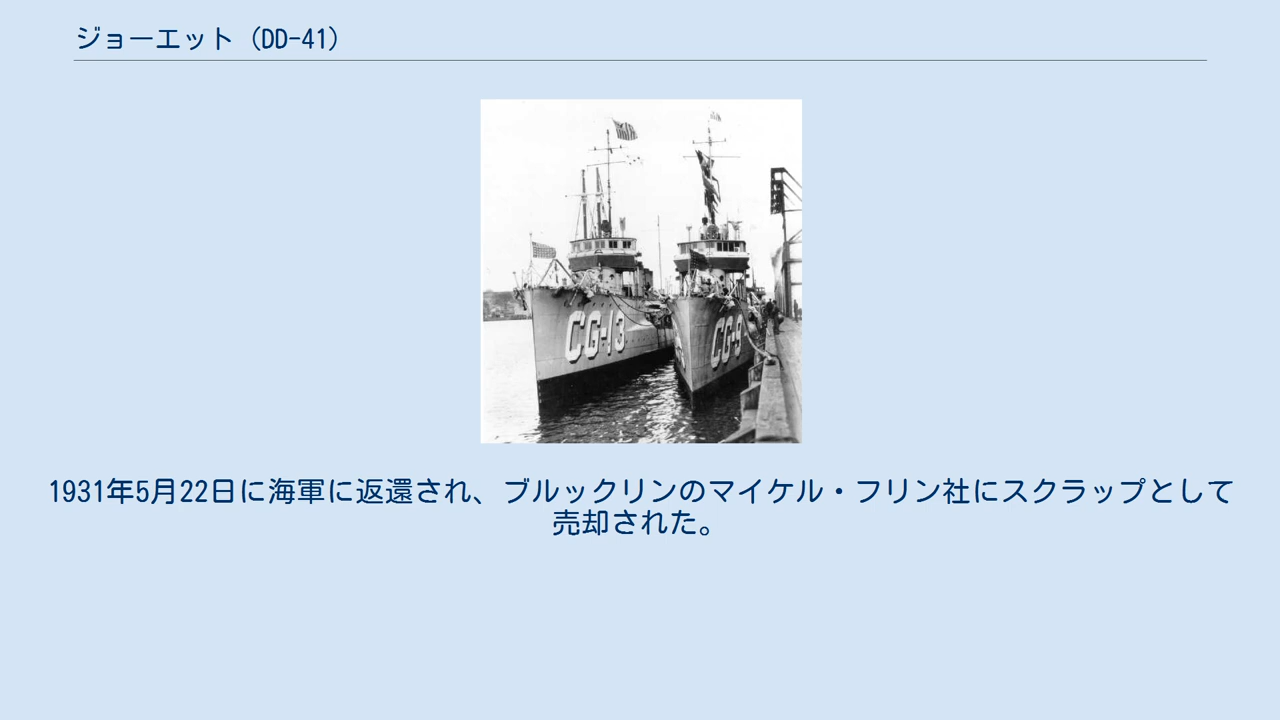 ジョーエット（DD-41）
CG-13
CG-9
1931年5月22日に海軍に返還され、ブルックリンのマイケル・フリン社にスクラップとして
売却された。